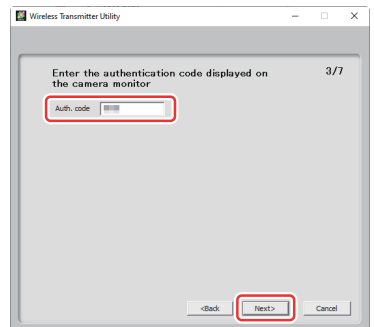 Wireless Transmitter Utility
Enter the authentication code displayed on 3/7
the camera monitor
Auth. code
<Back Next> Cancel